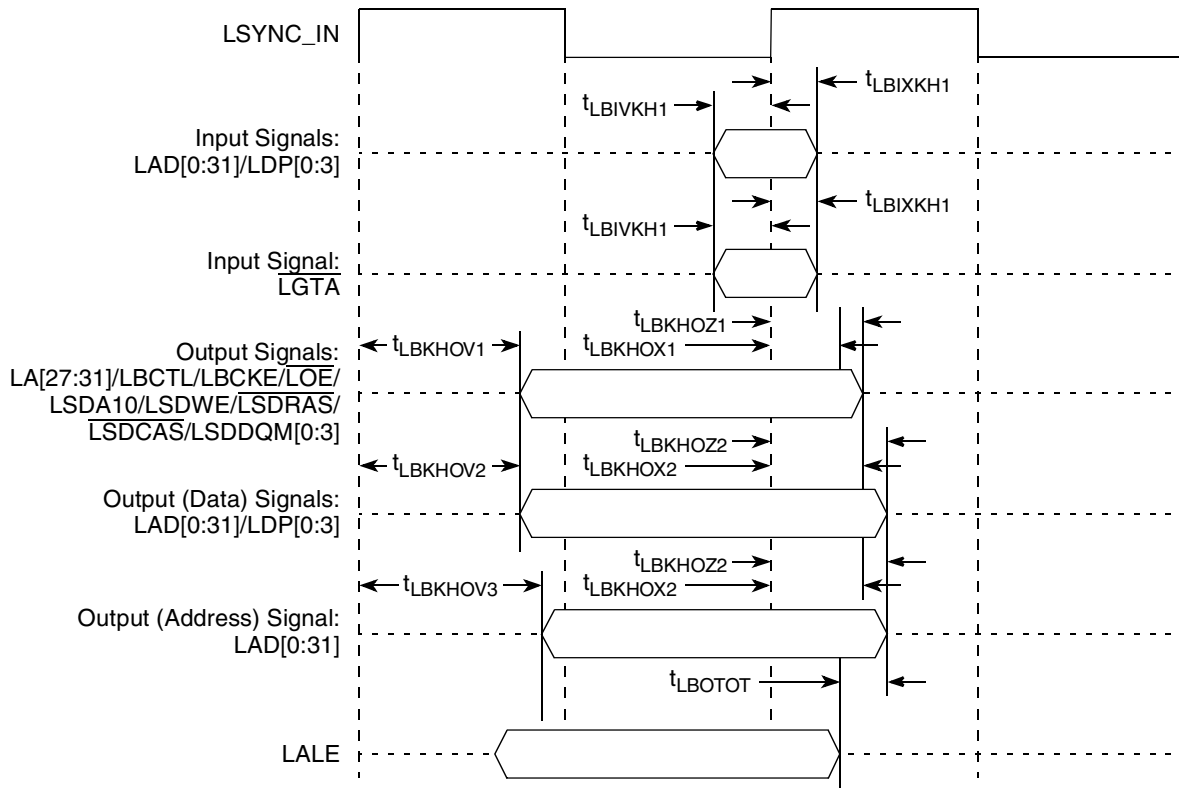 LSYNC_IN
tLBIXKH1
tLBIVKH1
Input Signals:
LAD[0:31]/LDP[0:3]
tLBIXKH1
tLBIVKH1
Input Signal:
LGTA
tLBKHOZ1
tLBKHOV1
tLBKHOX1
Output Signals:
LA[27:31]/LBCTL/LBCKE/LOE/
LSDA10/LSDWE/LSDRAS/
LSDCAS/LSDDQM[0:3]
tLBKHOZ2
tLBKHOV2
tLBKHOX2
Output (Data) Signals:
LAD[0:31]/LDP[0:3]
tLBKHOZ2
tLBKHOV3
tLBKHOX2
Output (Address) Signal:
LAD[0:31]
tLBOTOT
LALE